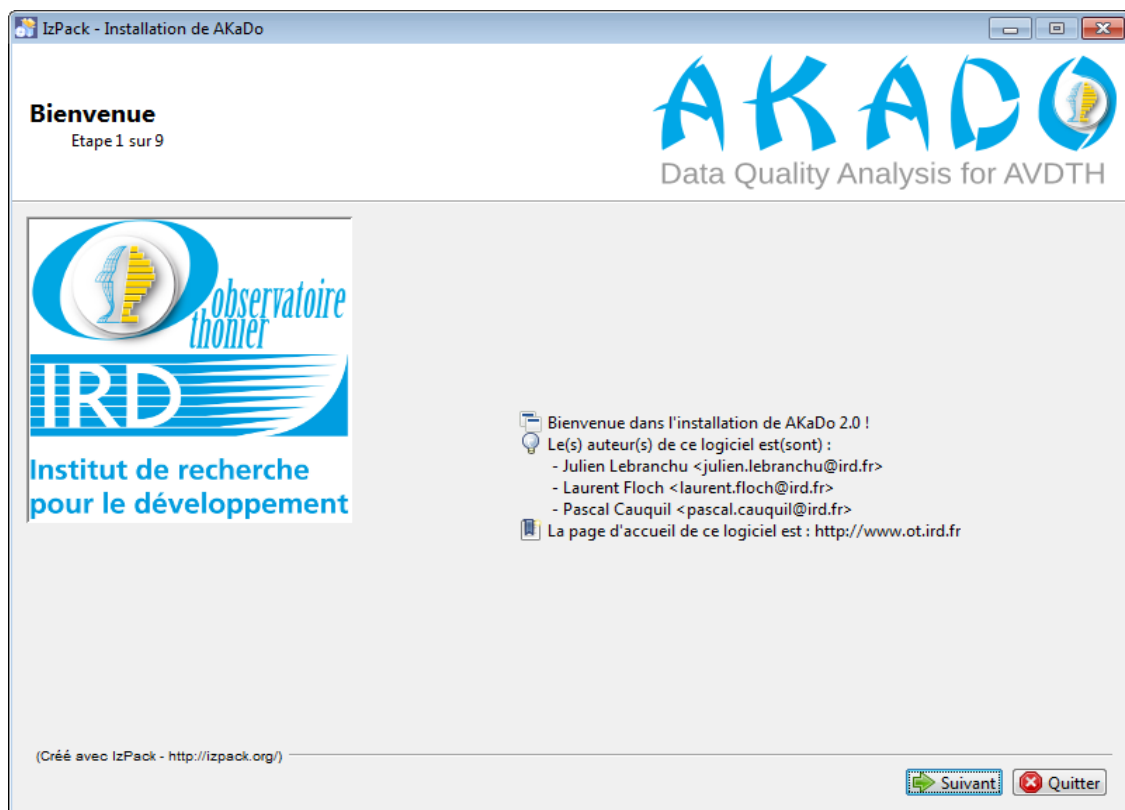 IzPack - Installation de AKaDo
Bienvenue
Etape 1 sur 9
AKADO
Data Quality Analysis for AVDTH
observatoire
thonier
IRD
Institut de recherche
pour le développement
Bienvenue dans l'installation de AKaDo 2.0 !
Le(s) auteur(s) de ce logiciel est(sont) :
- Julien Lebranchu <julien.lebranchu@ird.fr>
- Laurent Floch <laurent.floch@ird.fr>
- Pascal Cauquil <pascal.cauquil@ird.fr>
La page d'accueil de ce logiciel est : http://www.ot.ird.fr
(Créé avec IzPack - http://izpack.org/)
Suivant
Quitter